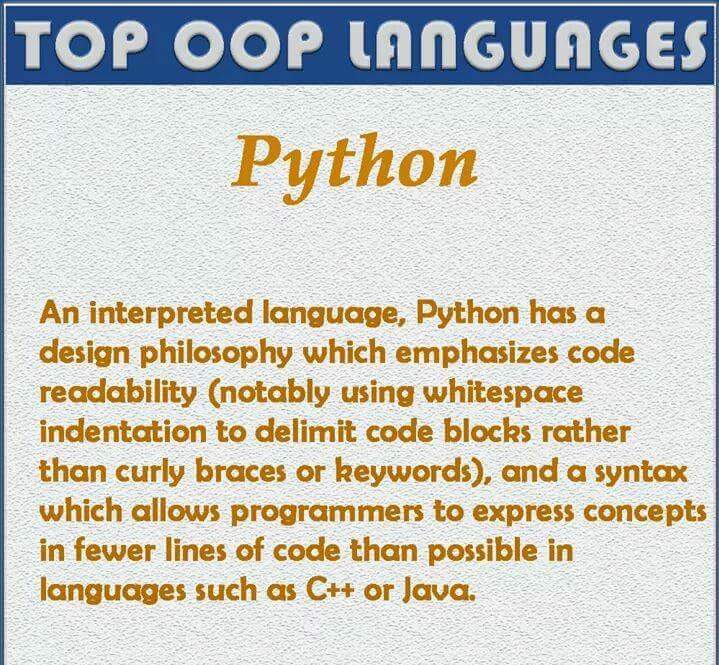 TOP OOP LANGUAGES
Python
An interpreted language, Python has a
design philosophy which emphasizes code
readability (notably using whitespace
indentation to delimit code blocks rather
than curly braces or keywords), and a syntax
which allows programmers to express concepts
in fewer lines of code than possible in
languages such as C++ or Java.